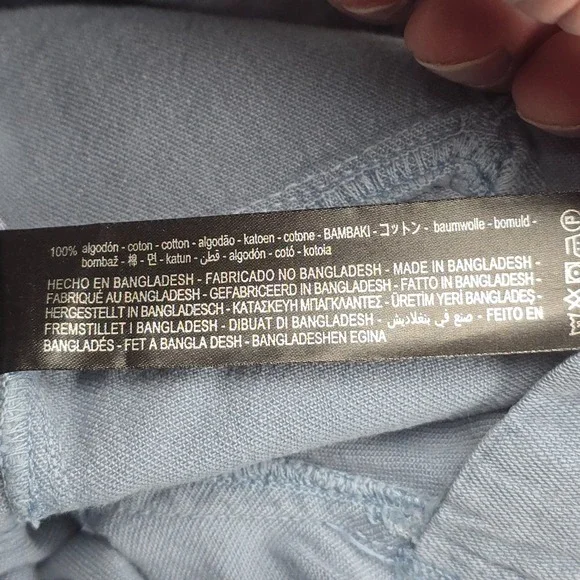 100% algodón - coton - cotton - algodão - katoen - cotone - BAMBAKI - コットン - baumwolle - bomuld -
bombaž - 棉 - 면 - katun - قطن - algodón - cotó - kotoia
HECHO EN BANGLADESH - FABRICADO NO BANGLADESH - MADE IN BANGLADESH -
FABRIQUÉ AU BANGLADESH - GEFABRICEERD IN BANGLADESH - FATTO IN BANGLADESH -
HERGESTELLT IN BANGLADESCH - ΚΑΤΑΣΚΕΥΗ ΜΠΑΓΚΛΑΝΤΕΣ - ÜRETİM YERİ BANGLADEŞ -
FREMSTILLET I BANGLADESH - DIBUAT DI BANGLADESH - صنع في بنغلاديش - FEITO EN
BANGLADÉS - FET A BANGLA DESH - BANGLADESHEN EGINA